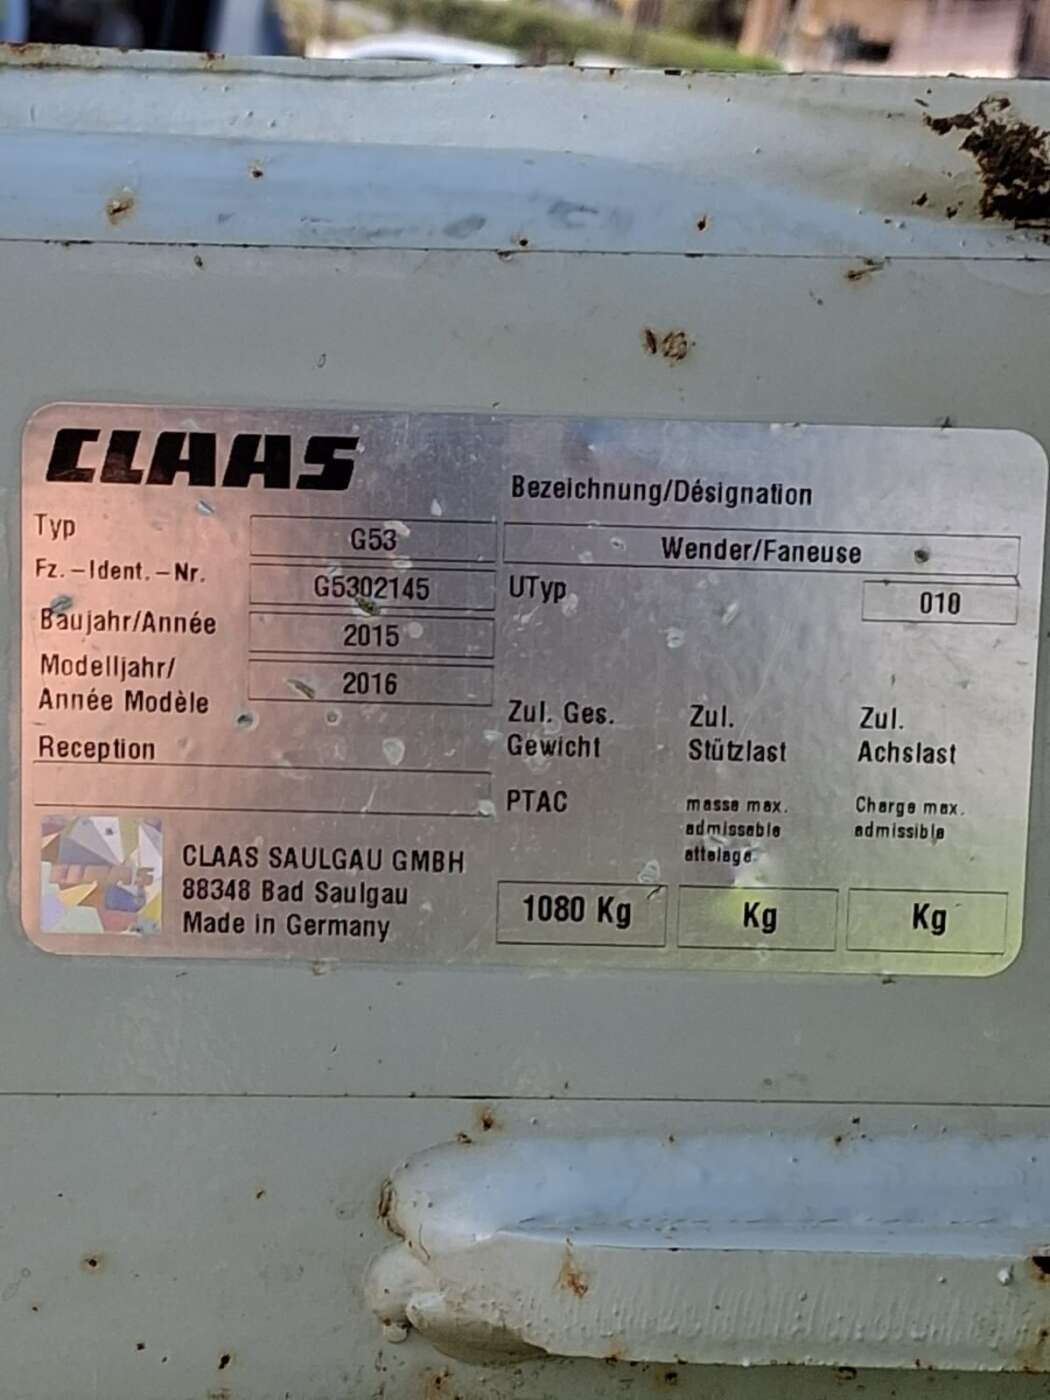 CLAAS
Bezeichnung/Désignation
Typ G53 Wender/Faneuse
Fz.-Ident.-Nr. G5302145 UTyp 010
Baujahr/Année 2015
Modelljahr/
Année Modèle 2016
Reception
Zul. Ges.
Gewicht
Zul.
Stützlast
Zul.
Achslast
PTAC
masse max.
admissable
attelage
Charge max.
admissible
1080 Kg Kg Kg
CLAAS SAULGAU GMBH
88348 Bad Saulgau
Made in Germany